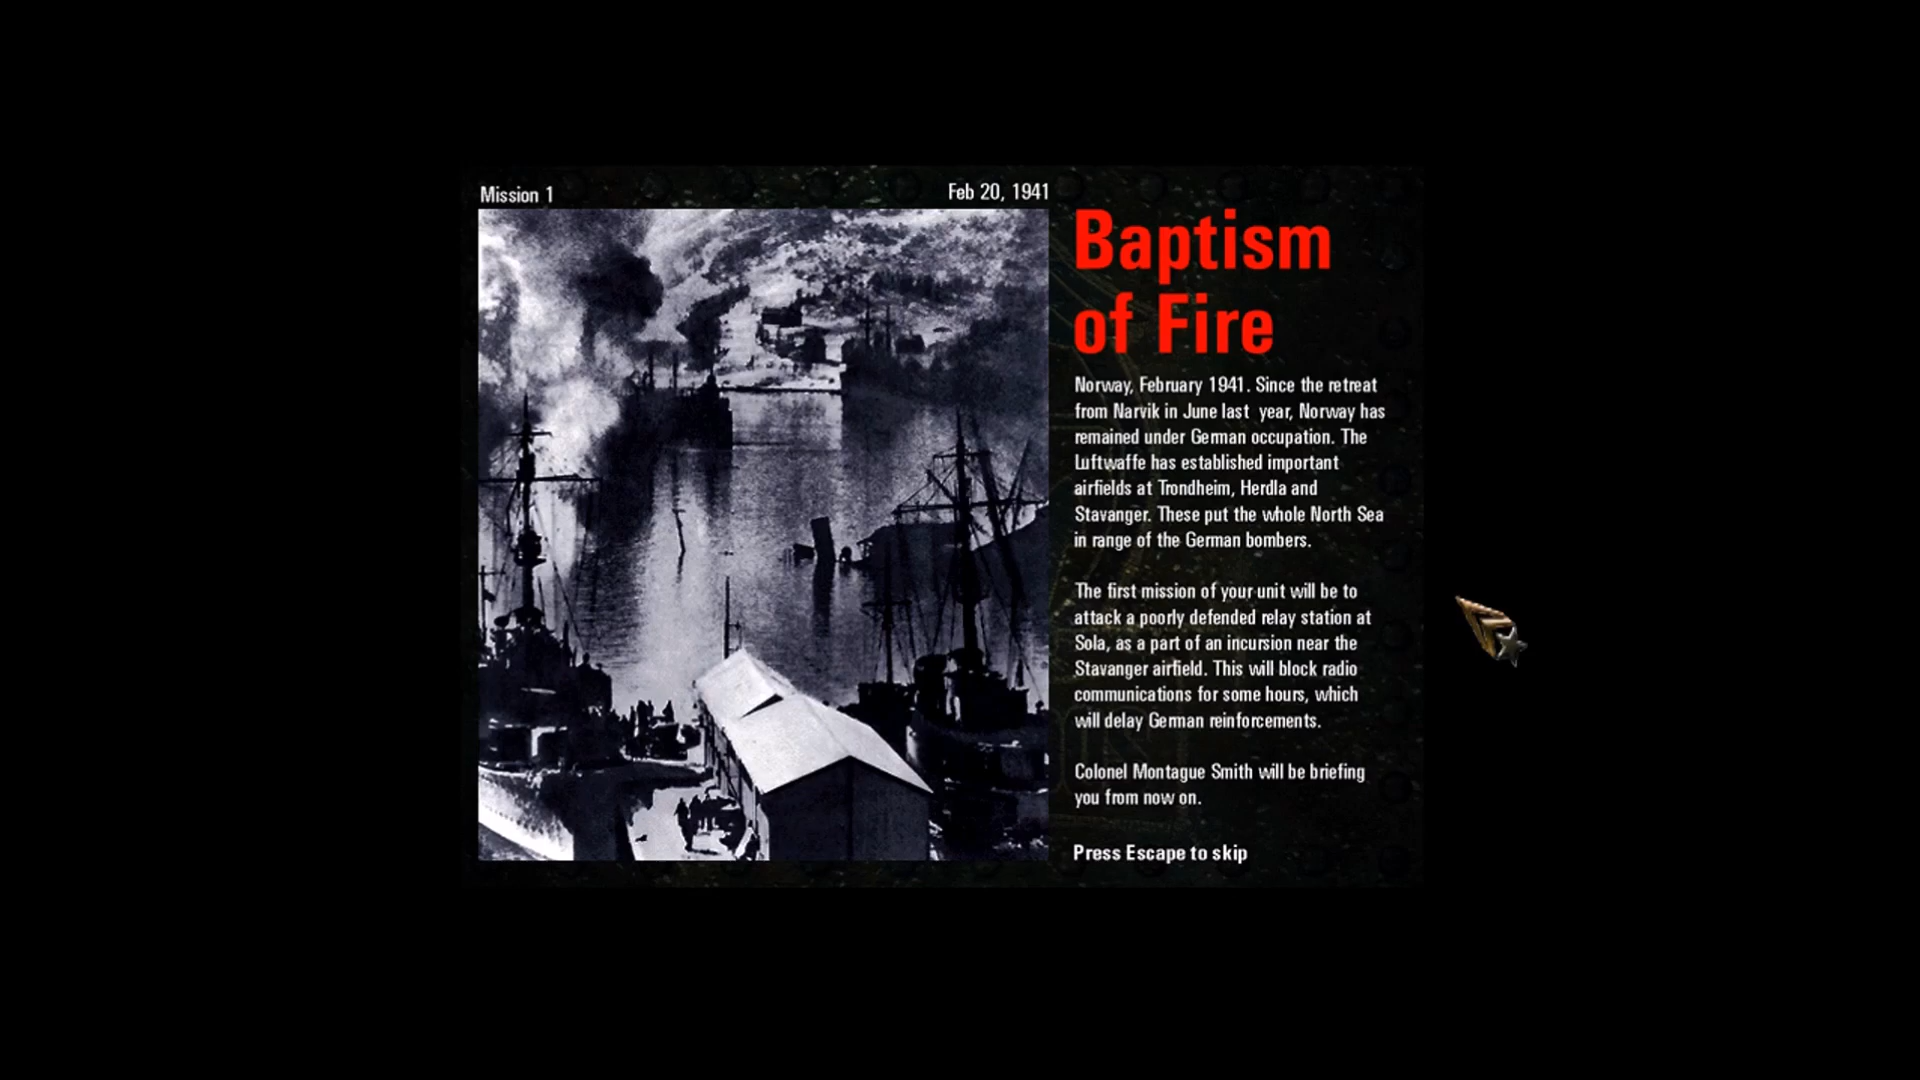 Mission 1
Feb 20, 1941
Baptism
of Fire
Norway, February 1941. Since the retreat
from Narvik in June last  year, Norway has
remained under German occupation. The
Luftwaffe has established important
airfields at Trondheim, Herdla and
Stavanger. These put the whole North Sea
in range of the German bombers.
The first mission of your unit will be to
attack a poorly defended relay station at
Sola, as a part of an incursion near the
Stavanger airfield. This will block radio
communications for some hours, which
will delay German reinforcements.
Colonel Montague Smith will be briefing
you from now on.
Press Escape to skip